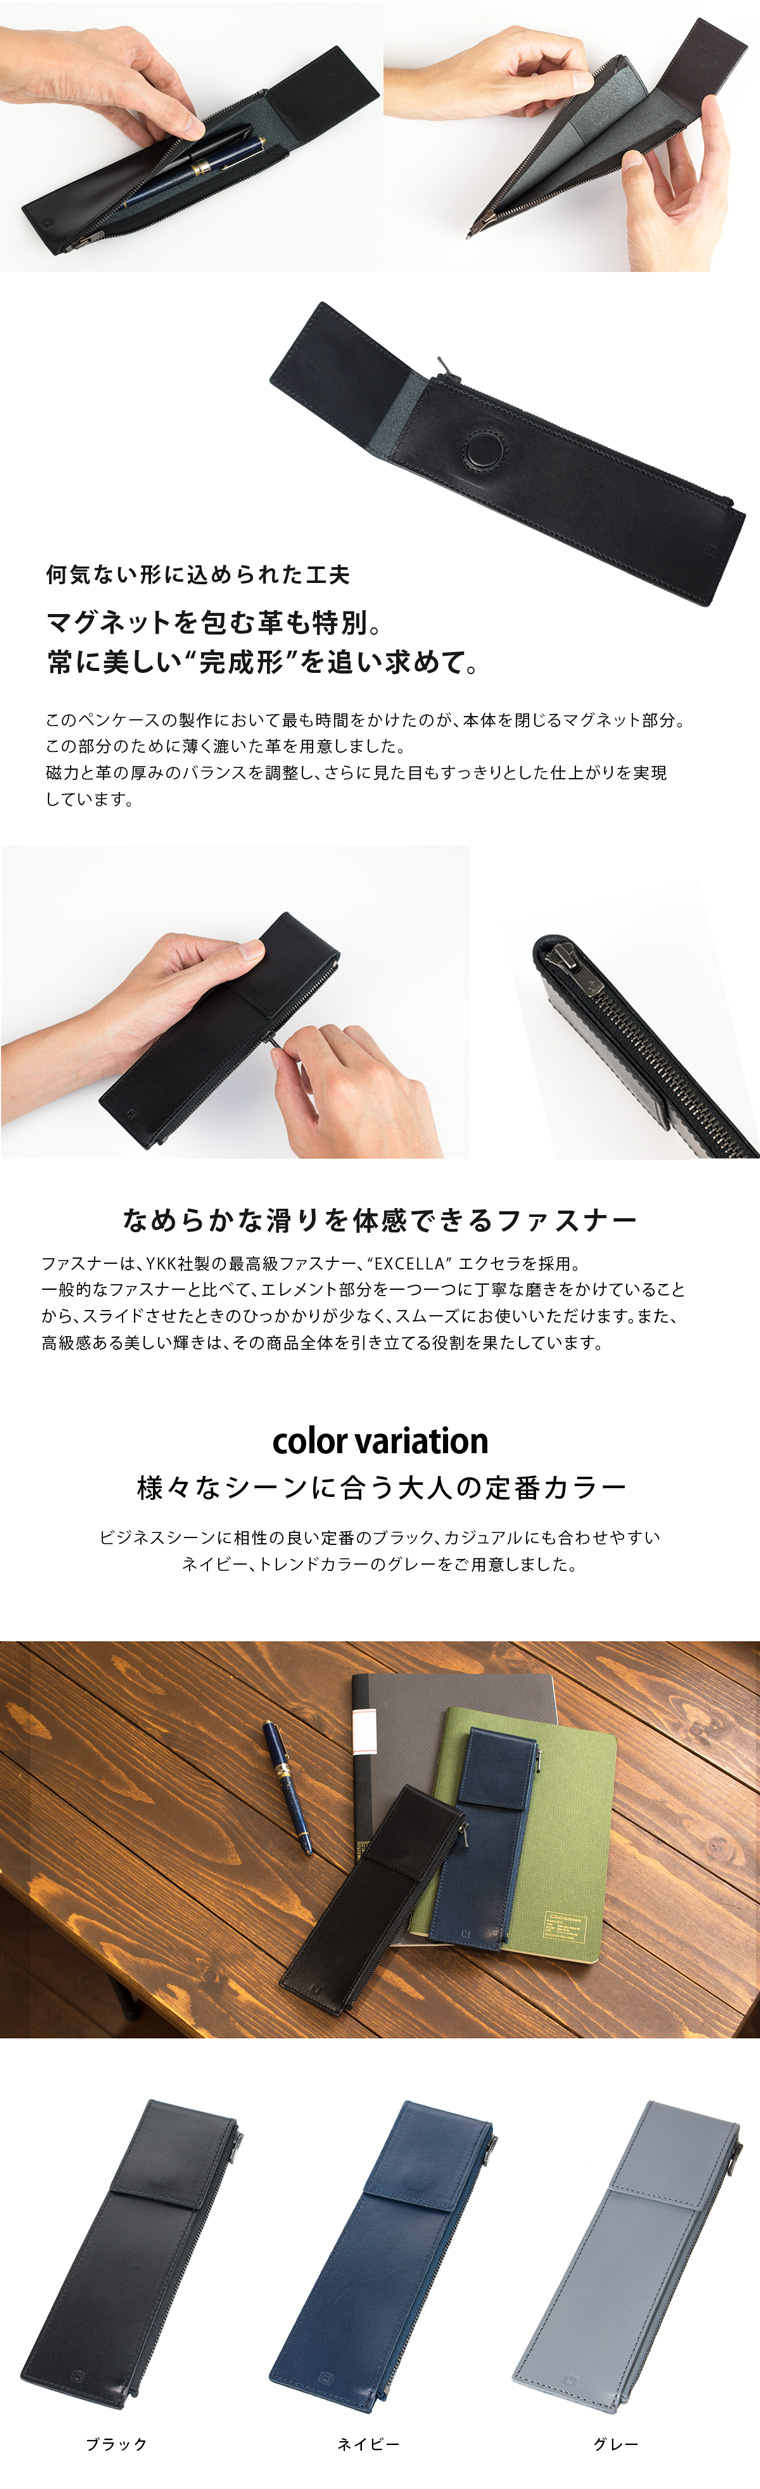 何気ない形に込められた工夫
マグネットを包む革も特別。
常に美しい“完成形”を追い求めて。
このペンケースの製作において最も時間をかけたのが、本体を閉じるマグネット部分。
この部分のために薄く漉いた革を用意しました。
磁力と革の厚みのバランスを調整し、さらに見た目もすっきりとした仕上がりを実現
しています。
なめらかな滑りを体感できるファスナー
ファスナーは、YKK社製の最高級ファスナー、“EXCELLA” エクセラを採用。
一般的なファスナーと比べて、エレメント部分を一つ一つに丁寧な磨きをかけていること
から、スライドさせたときのひっかかりが少なく、スムーズにお使いいただけます。また、
高級感ある美しい輝きは、その商品全体を引き立てる役割を果たしています。
color variation
様々なシーンに合う大人の定番カラー
ビジネスシーンに相性の良い定番のブラック、カジュアルにも合わせやすい
ネイビー、トレンドカラーのグレーをご用意しました。
ブラック
ネイビー
グレー